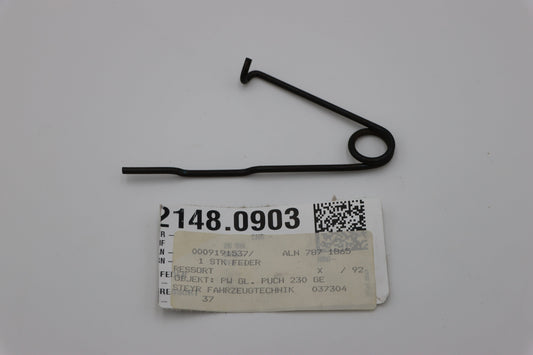 2148.0903
0009191537/ ALN 787 1865
1 STK FEDER
RESSORT X / 92
OBJEKT: PW GL. PUCH 230 GE
STEYR FAHRZEUGTECHNIK 037304
37